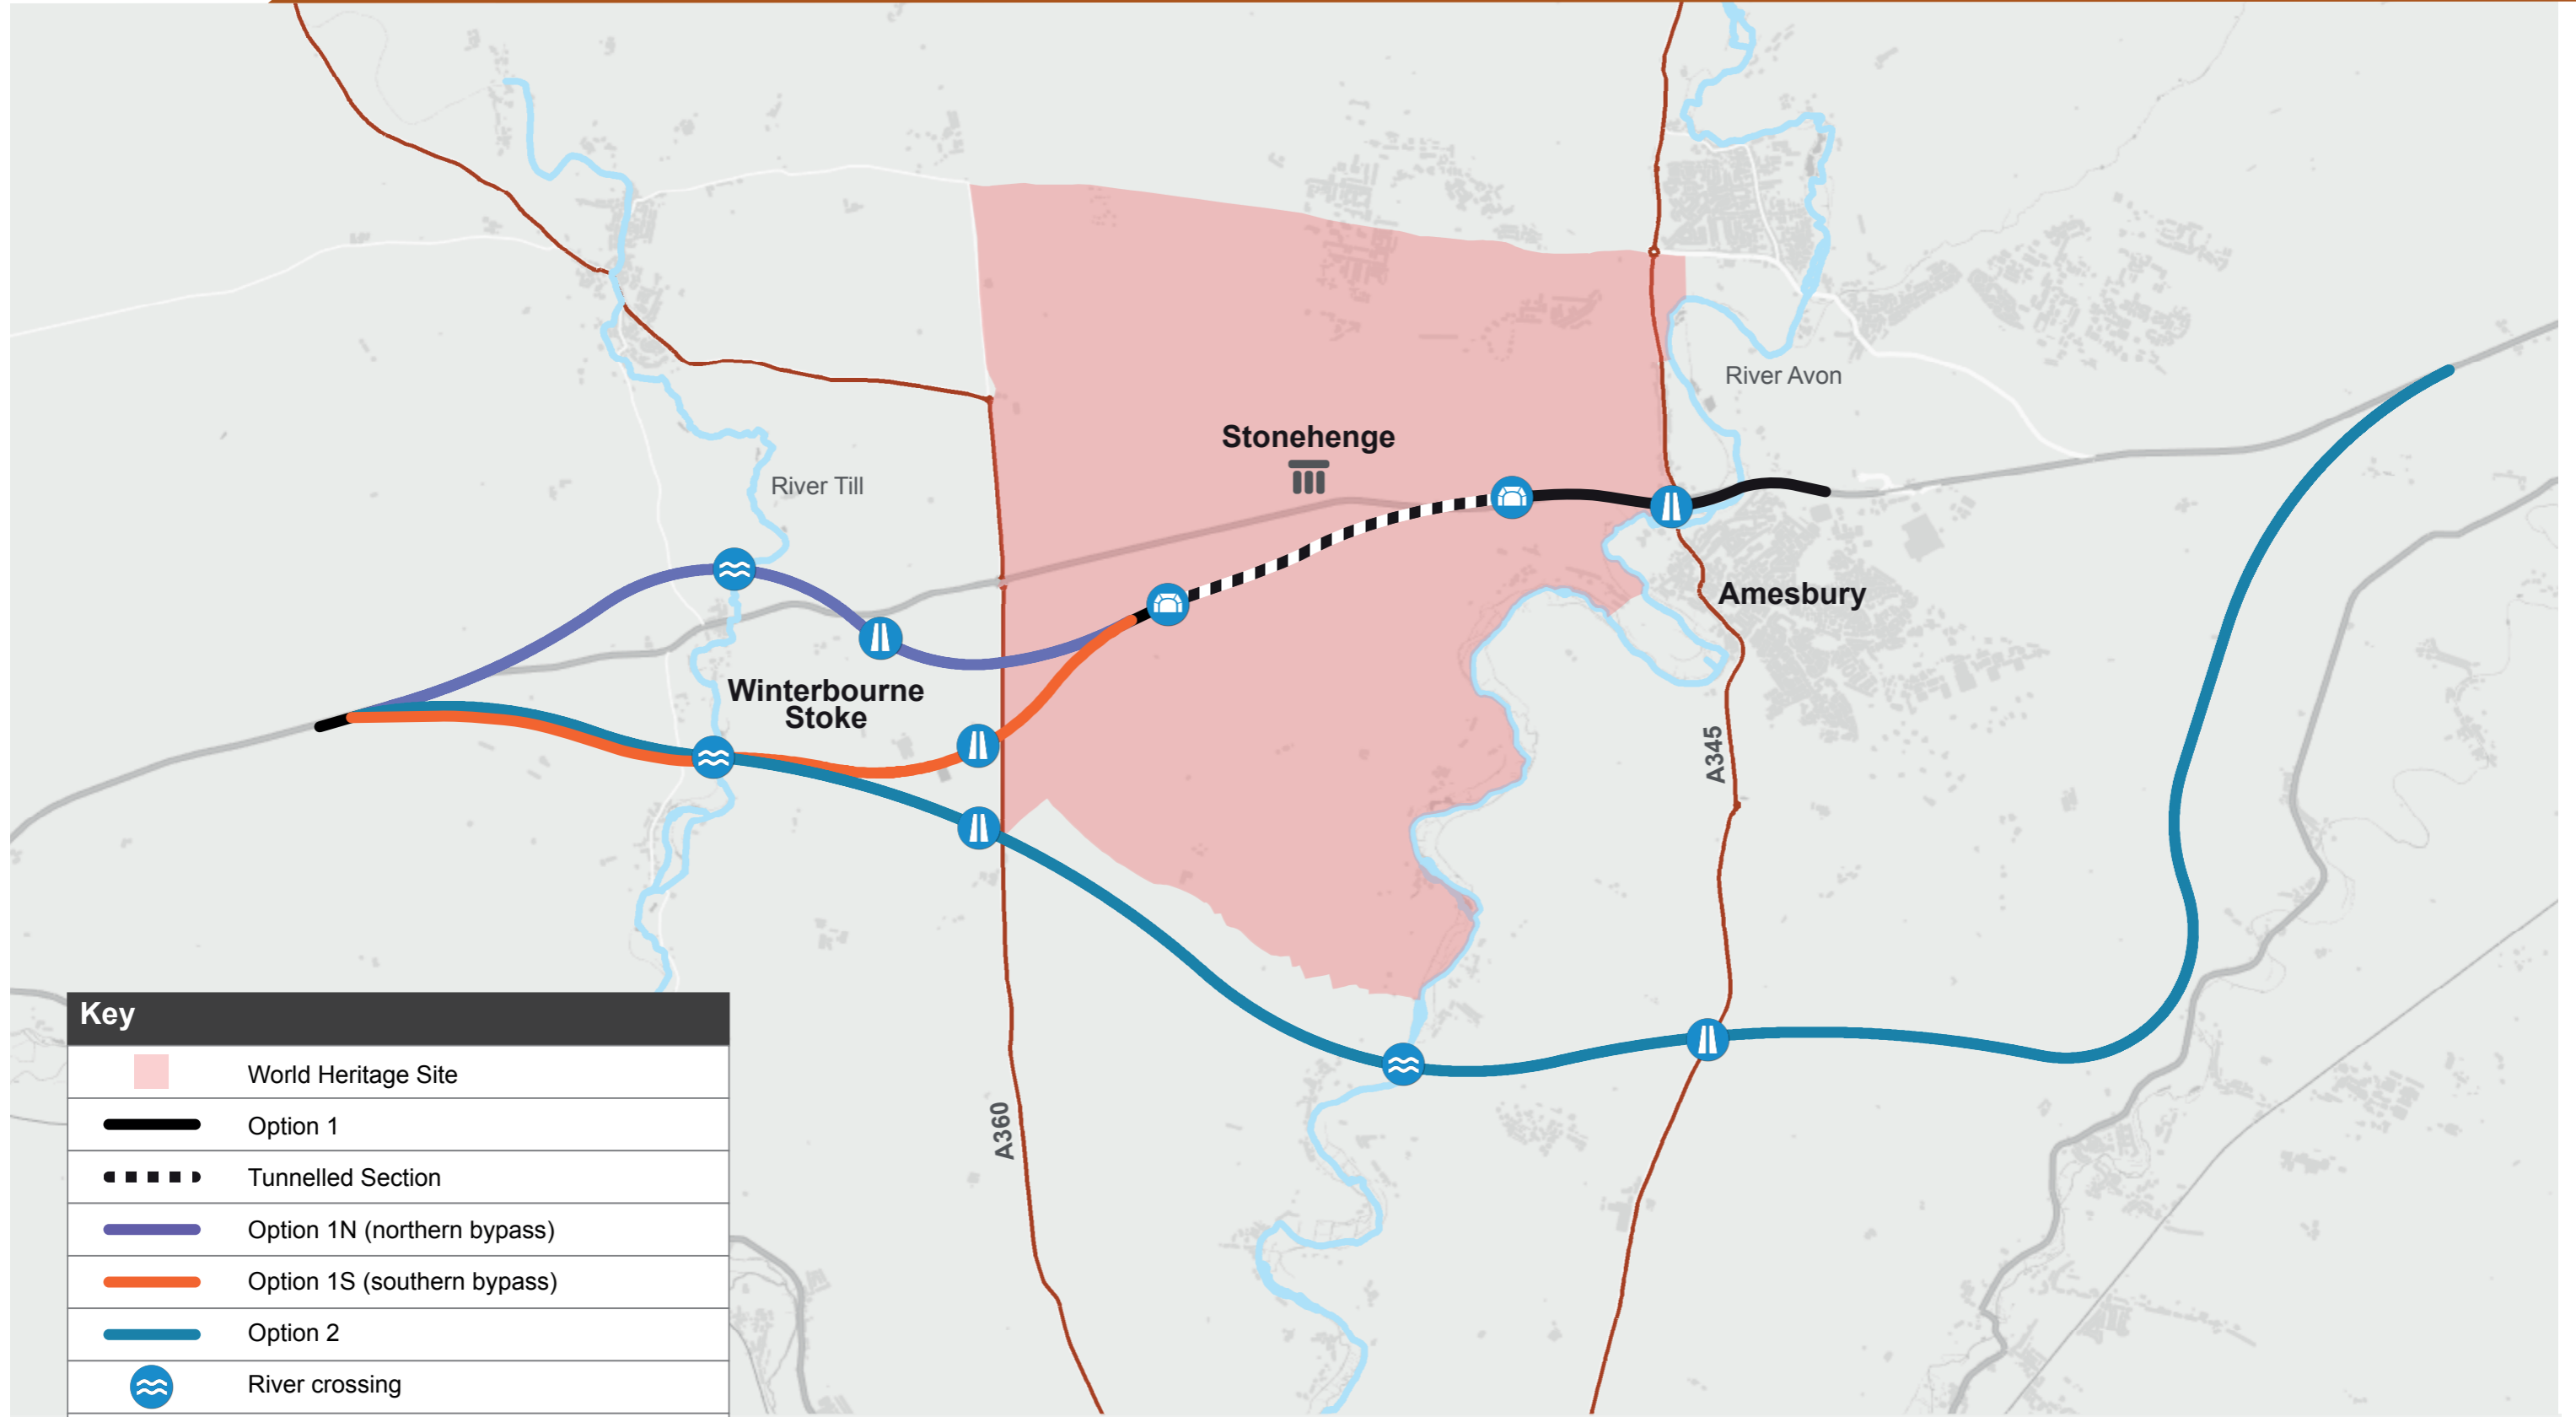 River Avon
Stonehenge
River Till
Amesbury
Winterbourne
Stoke
A345
A360
Key
World Heritage Site
Option 1
Tunnelled Section
Option 1N (northern bypass)
Option 1S (southern bypass)
Option 2
River crossing